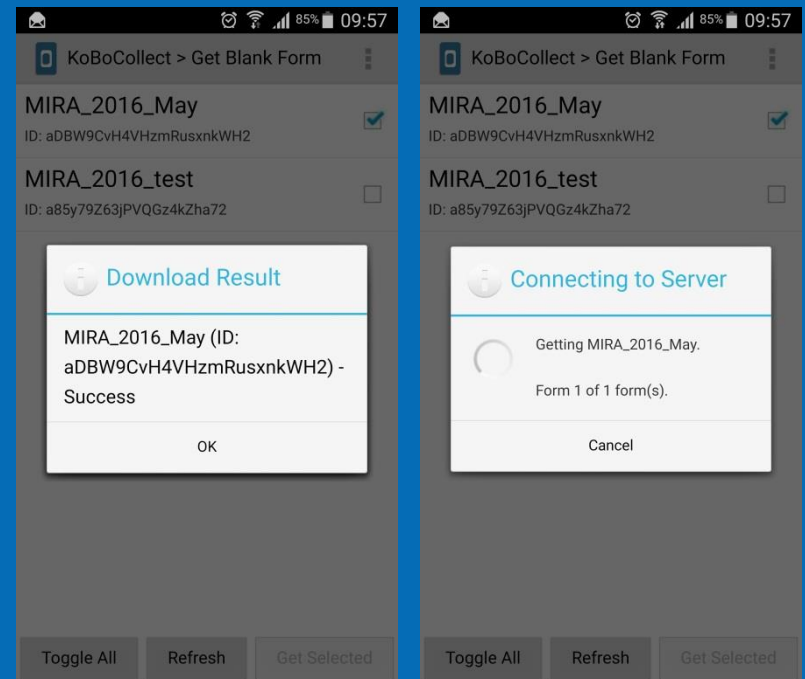 85% 09:57
KoBoCollect > Get Blank Form
MIRA_2016_May
ID: aDBW9CvH4VHzmRusxnkWH2
MIRA_2016_test
ID: a85y79Z63jPVQGz4kZha72
Download Result
MIRA_2016_May (ID:
aDBW9CvH4VHzmRusxnkWH2) -
Success
OK
Toggle All Refresh Get Selected
85% 09:57
KoBoCollect > Get Blank Form
MIRA_2016_May
ID: aDBW9CvH4VHzmRusxnkWH2
MIRA_2016_test
ID: a85y79Z63jPVQGz4kZha72
Connecting to Server
Getting MIRA_2016_May.
Form 1 of 1 form(s).
Cancel
Toggle All Refresh Get Selected